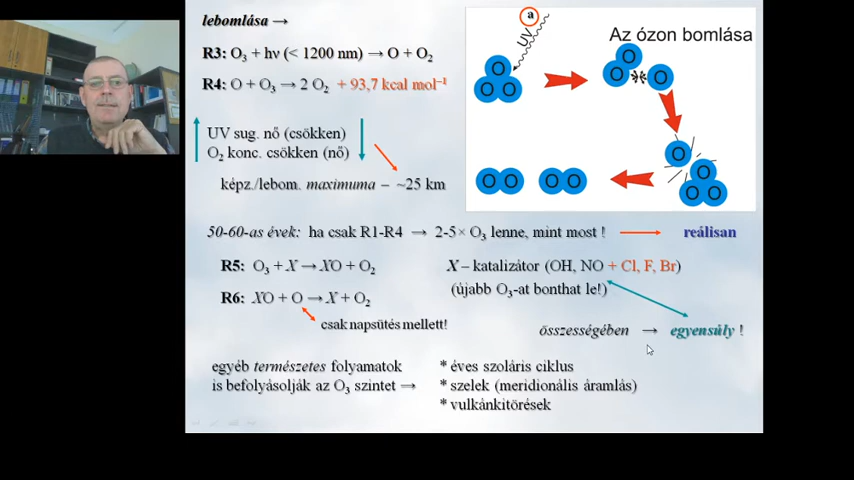 lebomlása →
R3: O₃ + hν (< 1200 nm) → O + O₂
R4: O + O₃ → 2 O₂ + 93,7 kcal mol⁻¹
UV sug. nő (csökken)
O₂ konc. csökken (nő)
képz./lebom. maximuma – ~25 km
a
UV
Az ózon bomlása
O O O
O O O
O
O O O
O O O O
50-60-as évek: ha csak R1-R4 → 2-5× O₃ lenne, mint most ! → reálisan
R5: O₃ + X → XO + O₂
X – katalizátor (OH, NO + Cl, F, Br)
(újabb O₃-at bonthat le!)
R6: XO + O → X + O₂
csak napsütés mellett!
összességében → egyensúly !
egyéb természetes folyamatok
is befolyásolják az O₃ szintet →
* éves szoláris ciklus
* szelek (meridionális áramlás)
* vulkánkitörések